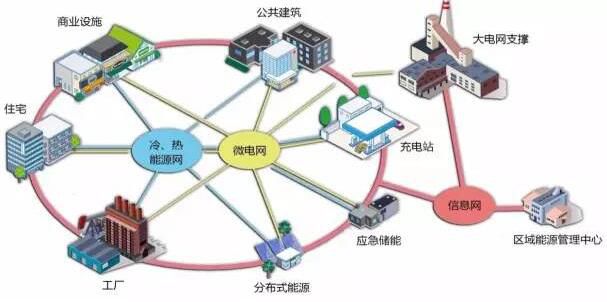 商业设施
公共建筑
大电网支撑
住宅
冷、热
能源网
微电网
充电站
信息网
应急储能
区域能源管理中心
工厂
分布式能源